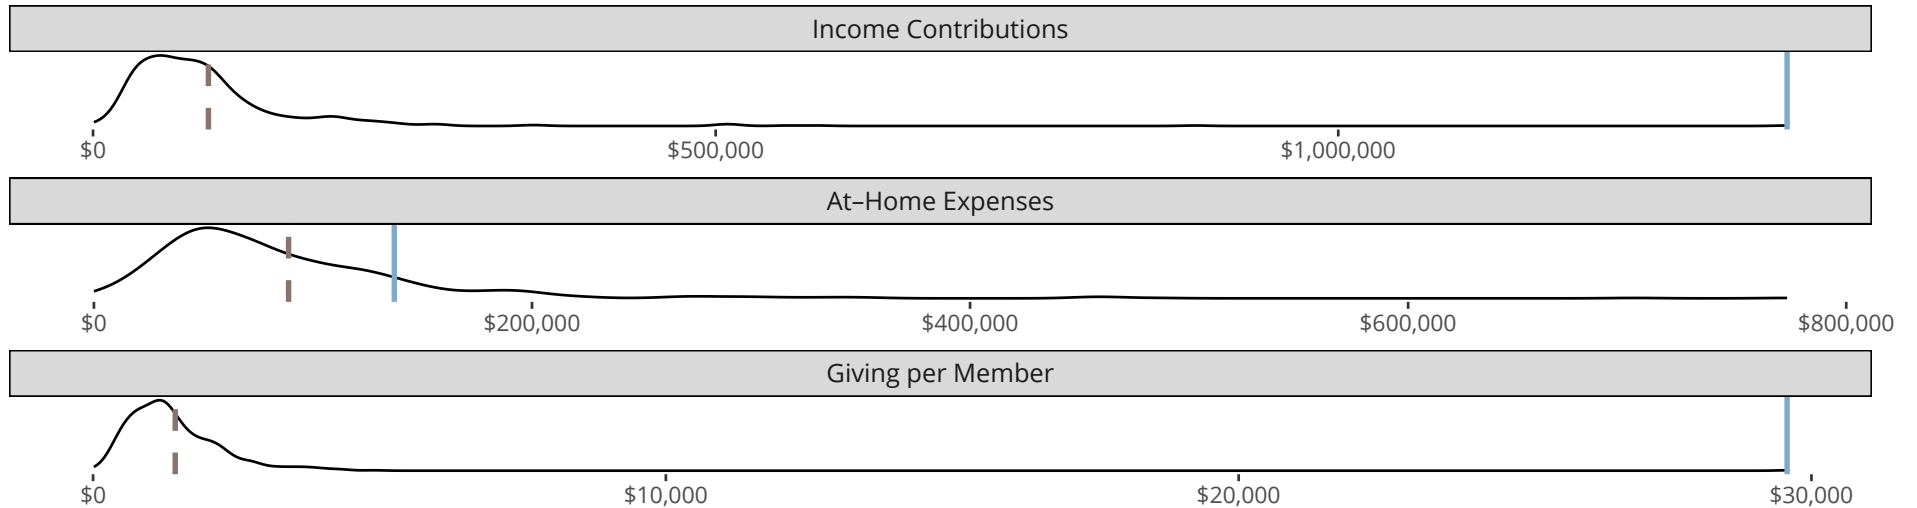 Income Contributions
$0 $500,000 $1,000,000
At–Home Expenses
$0 $200,000 $400,000 $600,000 $800,000
Giving per Member
$0 $10,000 $20,000 $30,000